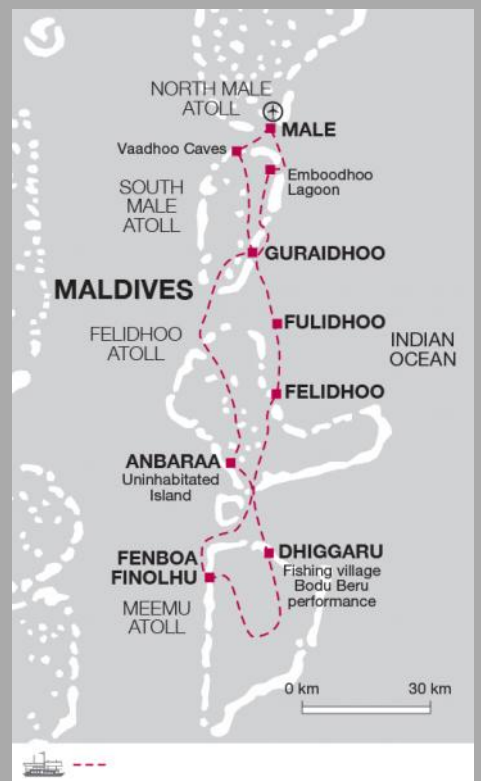 NORTH MALE
ATOLL
MALE
Vaadhoo Caves
Emboodhoo
Lagoon
SOUTH
MALE
ATOLL
GURAIDHOO
MALDIVES
FULIDHOO
FELIDHOO
ATOLL
INDIAN
OCEAN
FELIDHOO
ANBARAA
Uninhabited
Island
DHIGGARU
Fishing village
Bodu Beru
performance
FENBOA
FINOLHU
MEEMU
ATOLL
0 km 30 km